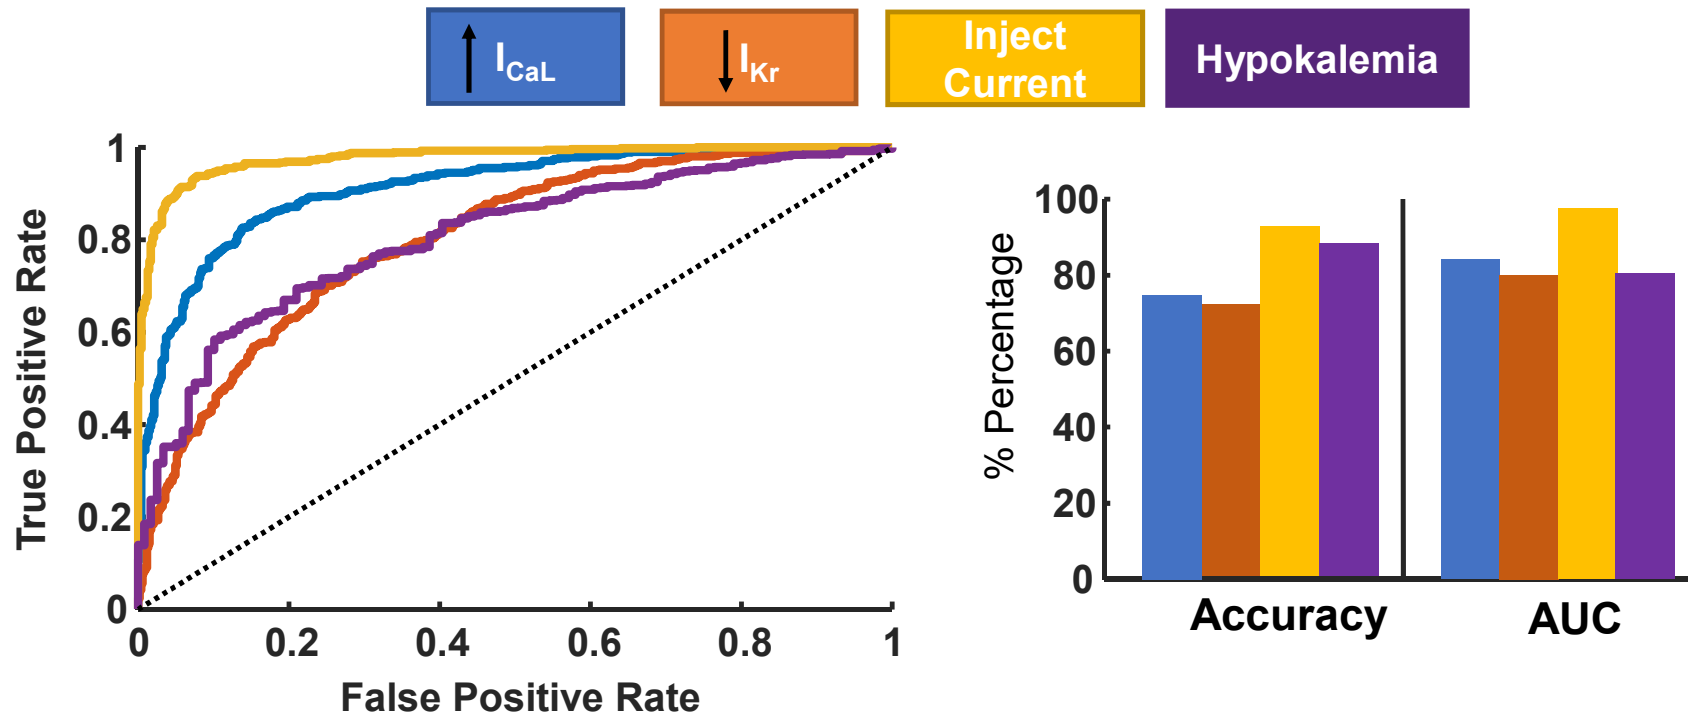 I_CaL
I_Kr
Inject
Current
Hypokalemia
True Positive Rate
1
0.8
0.6
0.4
0.2
0
0 0.2 0.4 0.6 0.8 1
False Positive Rate
% Percentage
100
80
60
40
20
0
Accuracy AUC